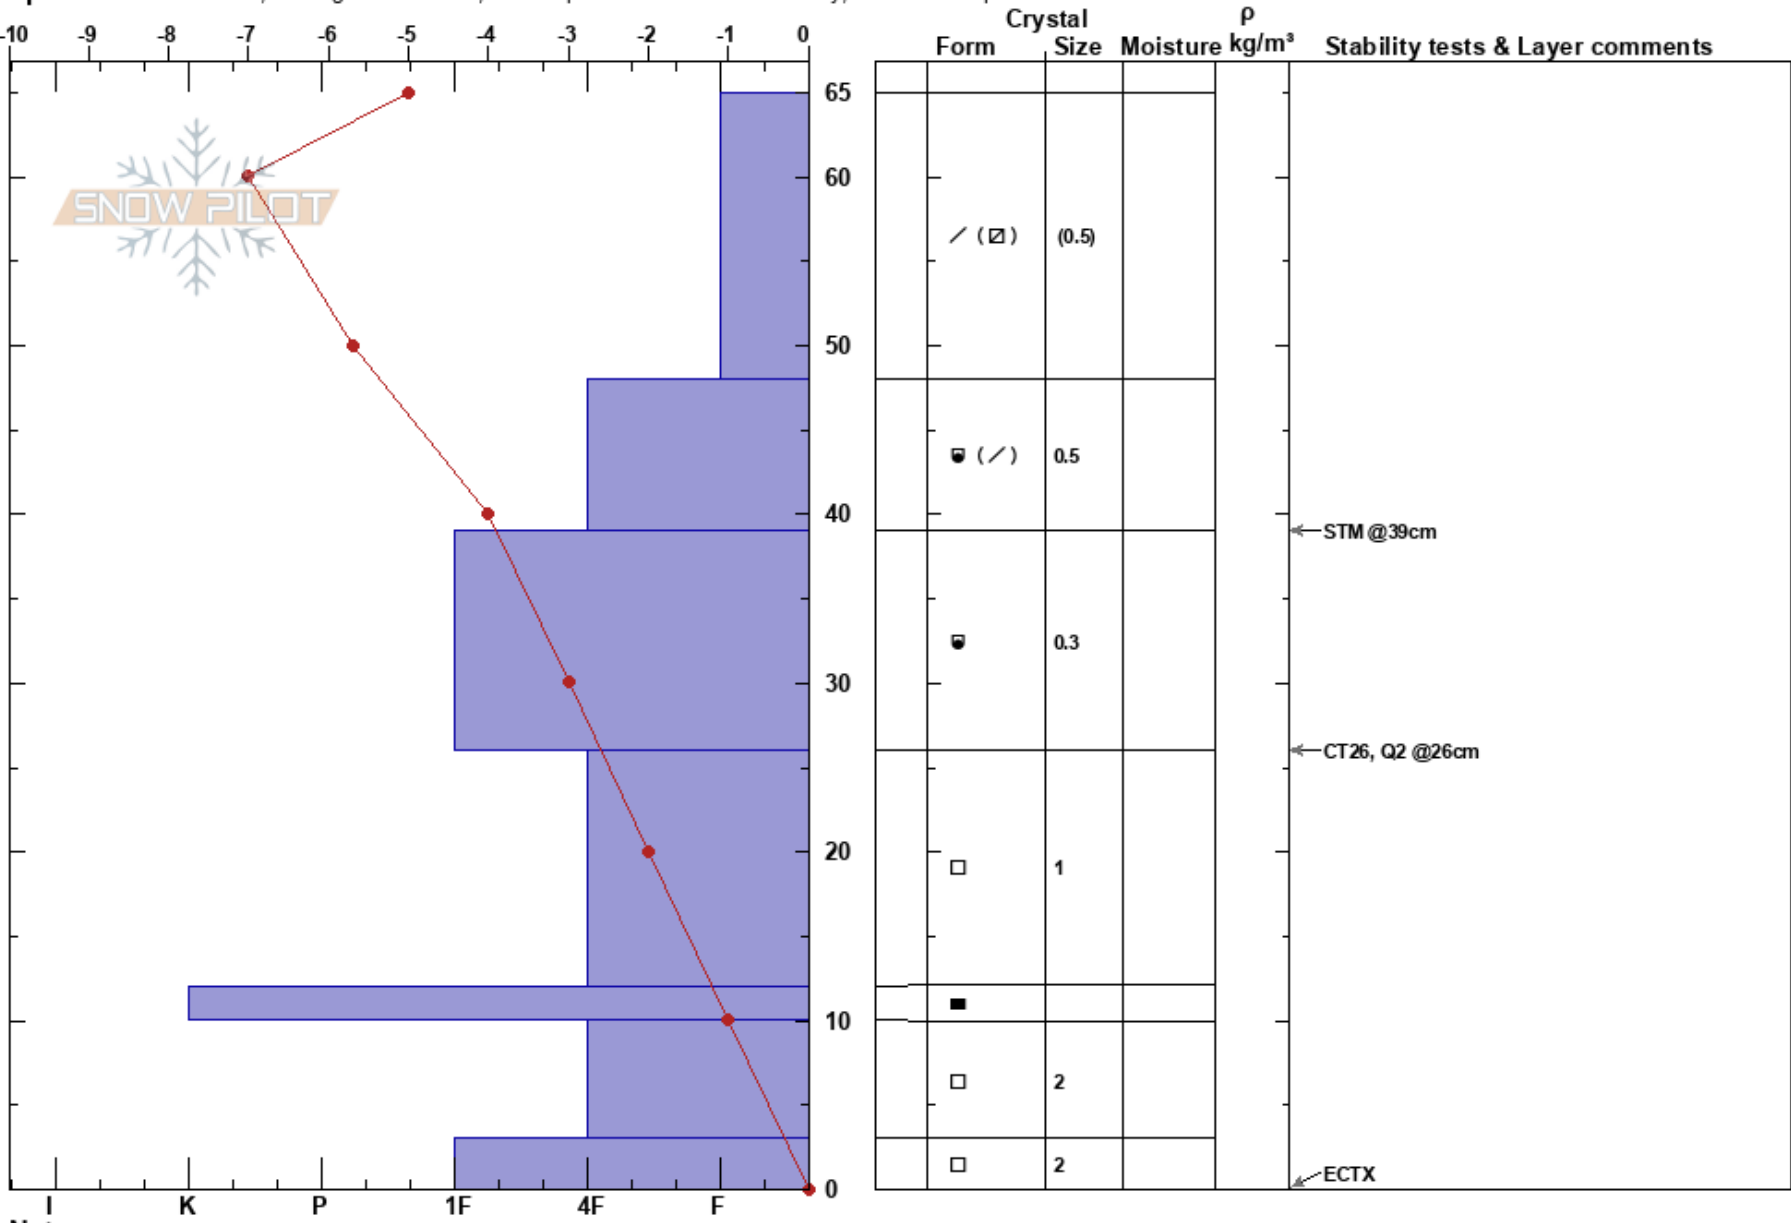 Crystal ρ
-10 -9 -8 -7 -6 -5 -4 -3 -2 -1 0 Form Size Moisture kg/m³ Stability tests & Layer comments
65
SNOW PILOT
60
(0.5)
50
( ) 0.5
40
STM @39cm
0.3
30
CT26, Q2 @26cm
20
1
10
2
2
ECTX
0
I K P 1F 4F F